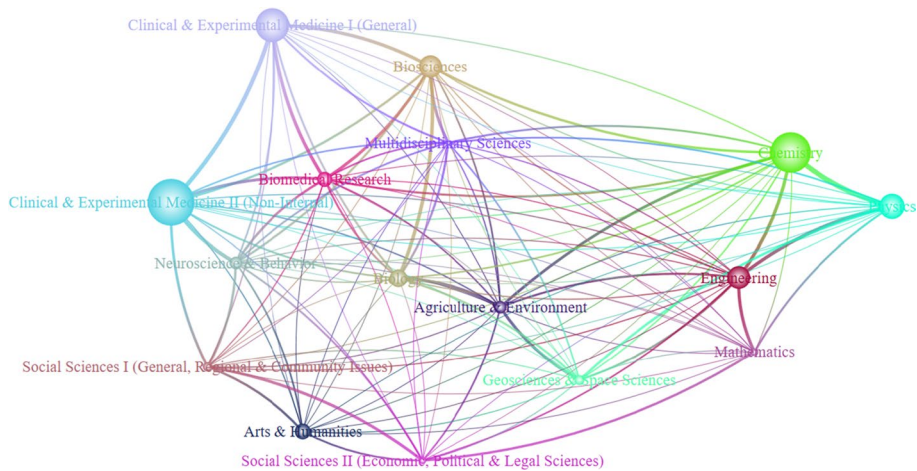 Clinical & Experimental Medicine I (General)
Biosciences
Multidisciplinary Sciences
Chemistry
Biomedical Research
Clinical & Experimental Medicine II (Non-Internal)
Physics
Neuroscience & Behavior
Biology
Engineering
Agriculture & Environment
Mathematics
Social Sciences I (General, Regional & Community Issues)
Geosciences & Space Sciences
Arts & Humanities
Social Sciences II (Economic, Political & Legal Sciences)